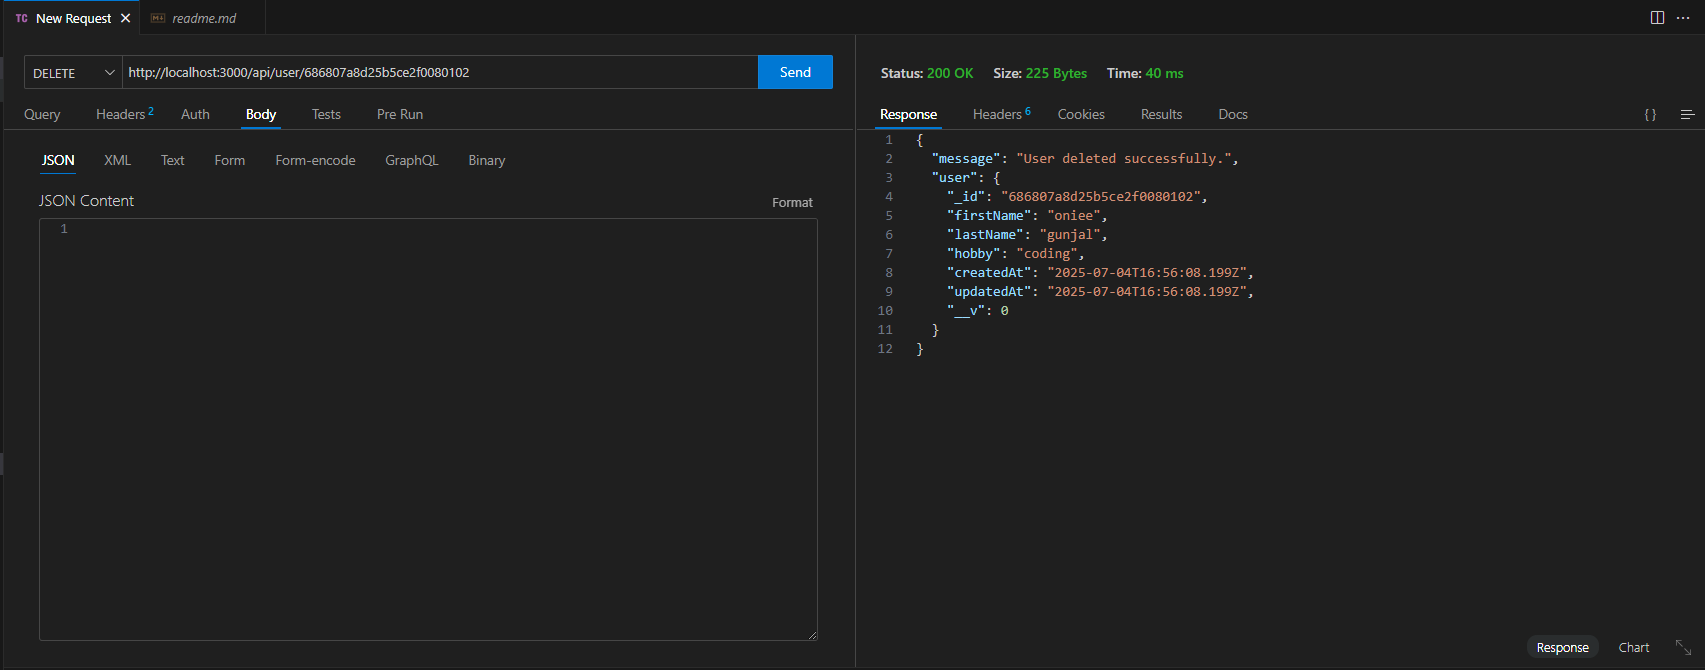 TC New Request
readme.md
DELETE
http://localhost:3000/api/user/686807a8d25b5ce2f0080102
Send
Query
Headers 2
Auth
Body
Tests
Pre Run
JSON
XML
Text
Form
Form-encode
GraphQL
Binary
JSON Content
Format
1
Status: 200 OK Size: 225 Bytes Time: 40 ms
Response
Headers 6
Cookies
Results
Docs
{}
1 {
2 "message": "User deleted successfully.",
3 "user": {
4 "_id": "686807a8d25b5ce2f0080102",
5 "firstName": "oniee",
6 "lastName": "gunjal",
7 "hobby": "coding",
8 "createdAt": "2025-07-04T16:56:08.199Z",
9 "updatedAt": "2025-07-04T16:56:08.199Z",
10 "__v": 0
11 }
12 }
Response
Chart